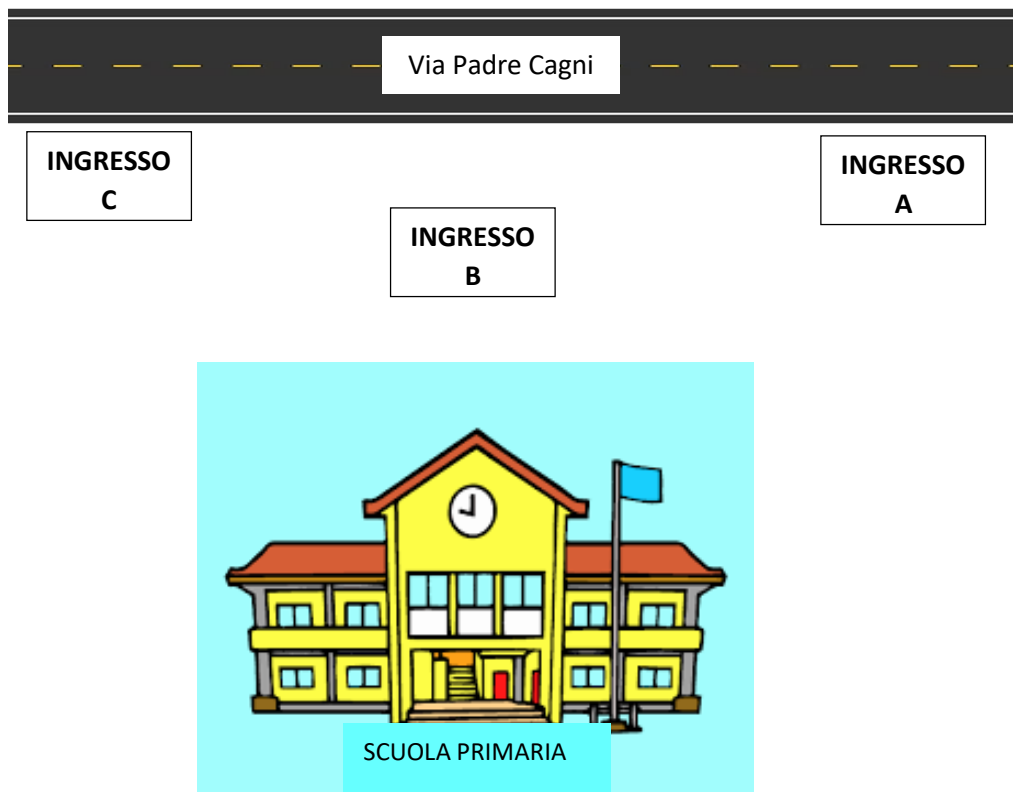 Via Padre Cagni
INGRESSO
C
INGRESSO
A
INGRESSO
B
SCUOLA PRIMARIA